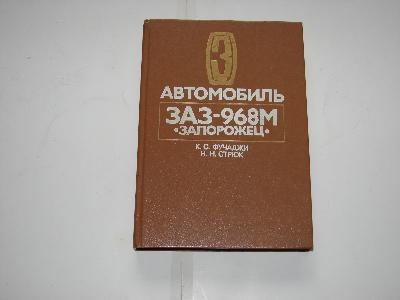 З
АВТОМОБИЛЬ
ЗАЗ-968М
«ЗАПОРОЖЕЦ»
К. С. ФУЧАДЖИ
Н. Н. СТРЮК